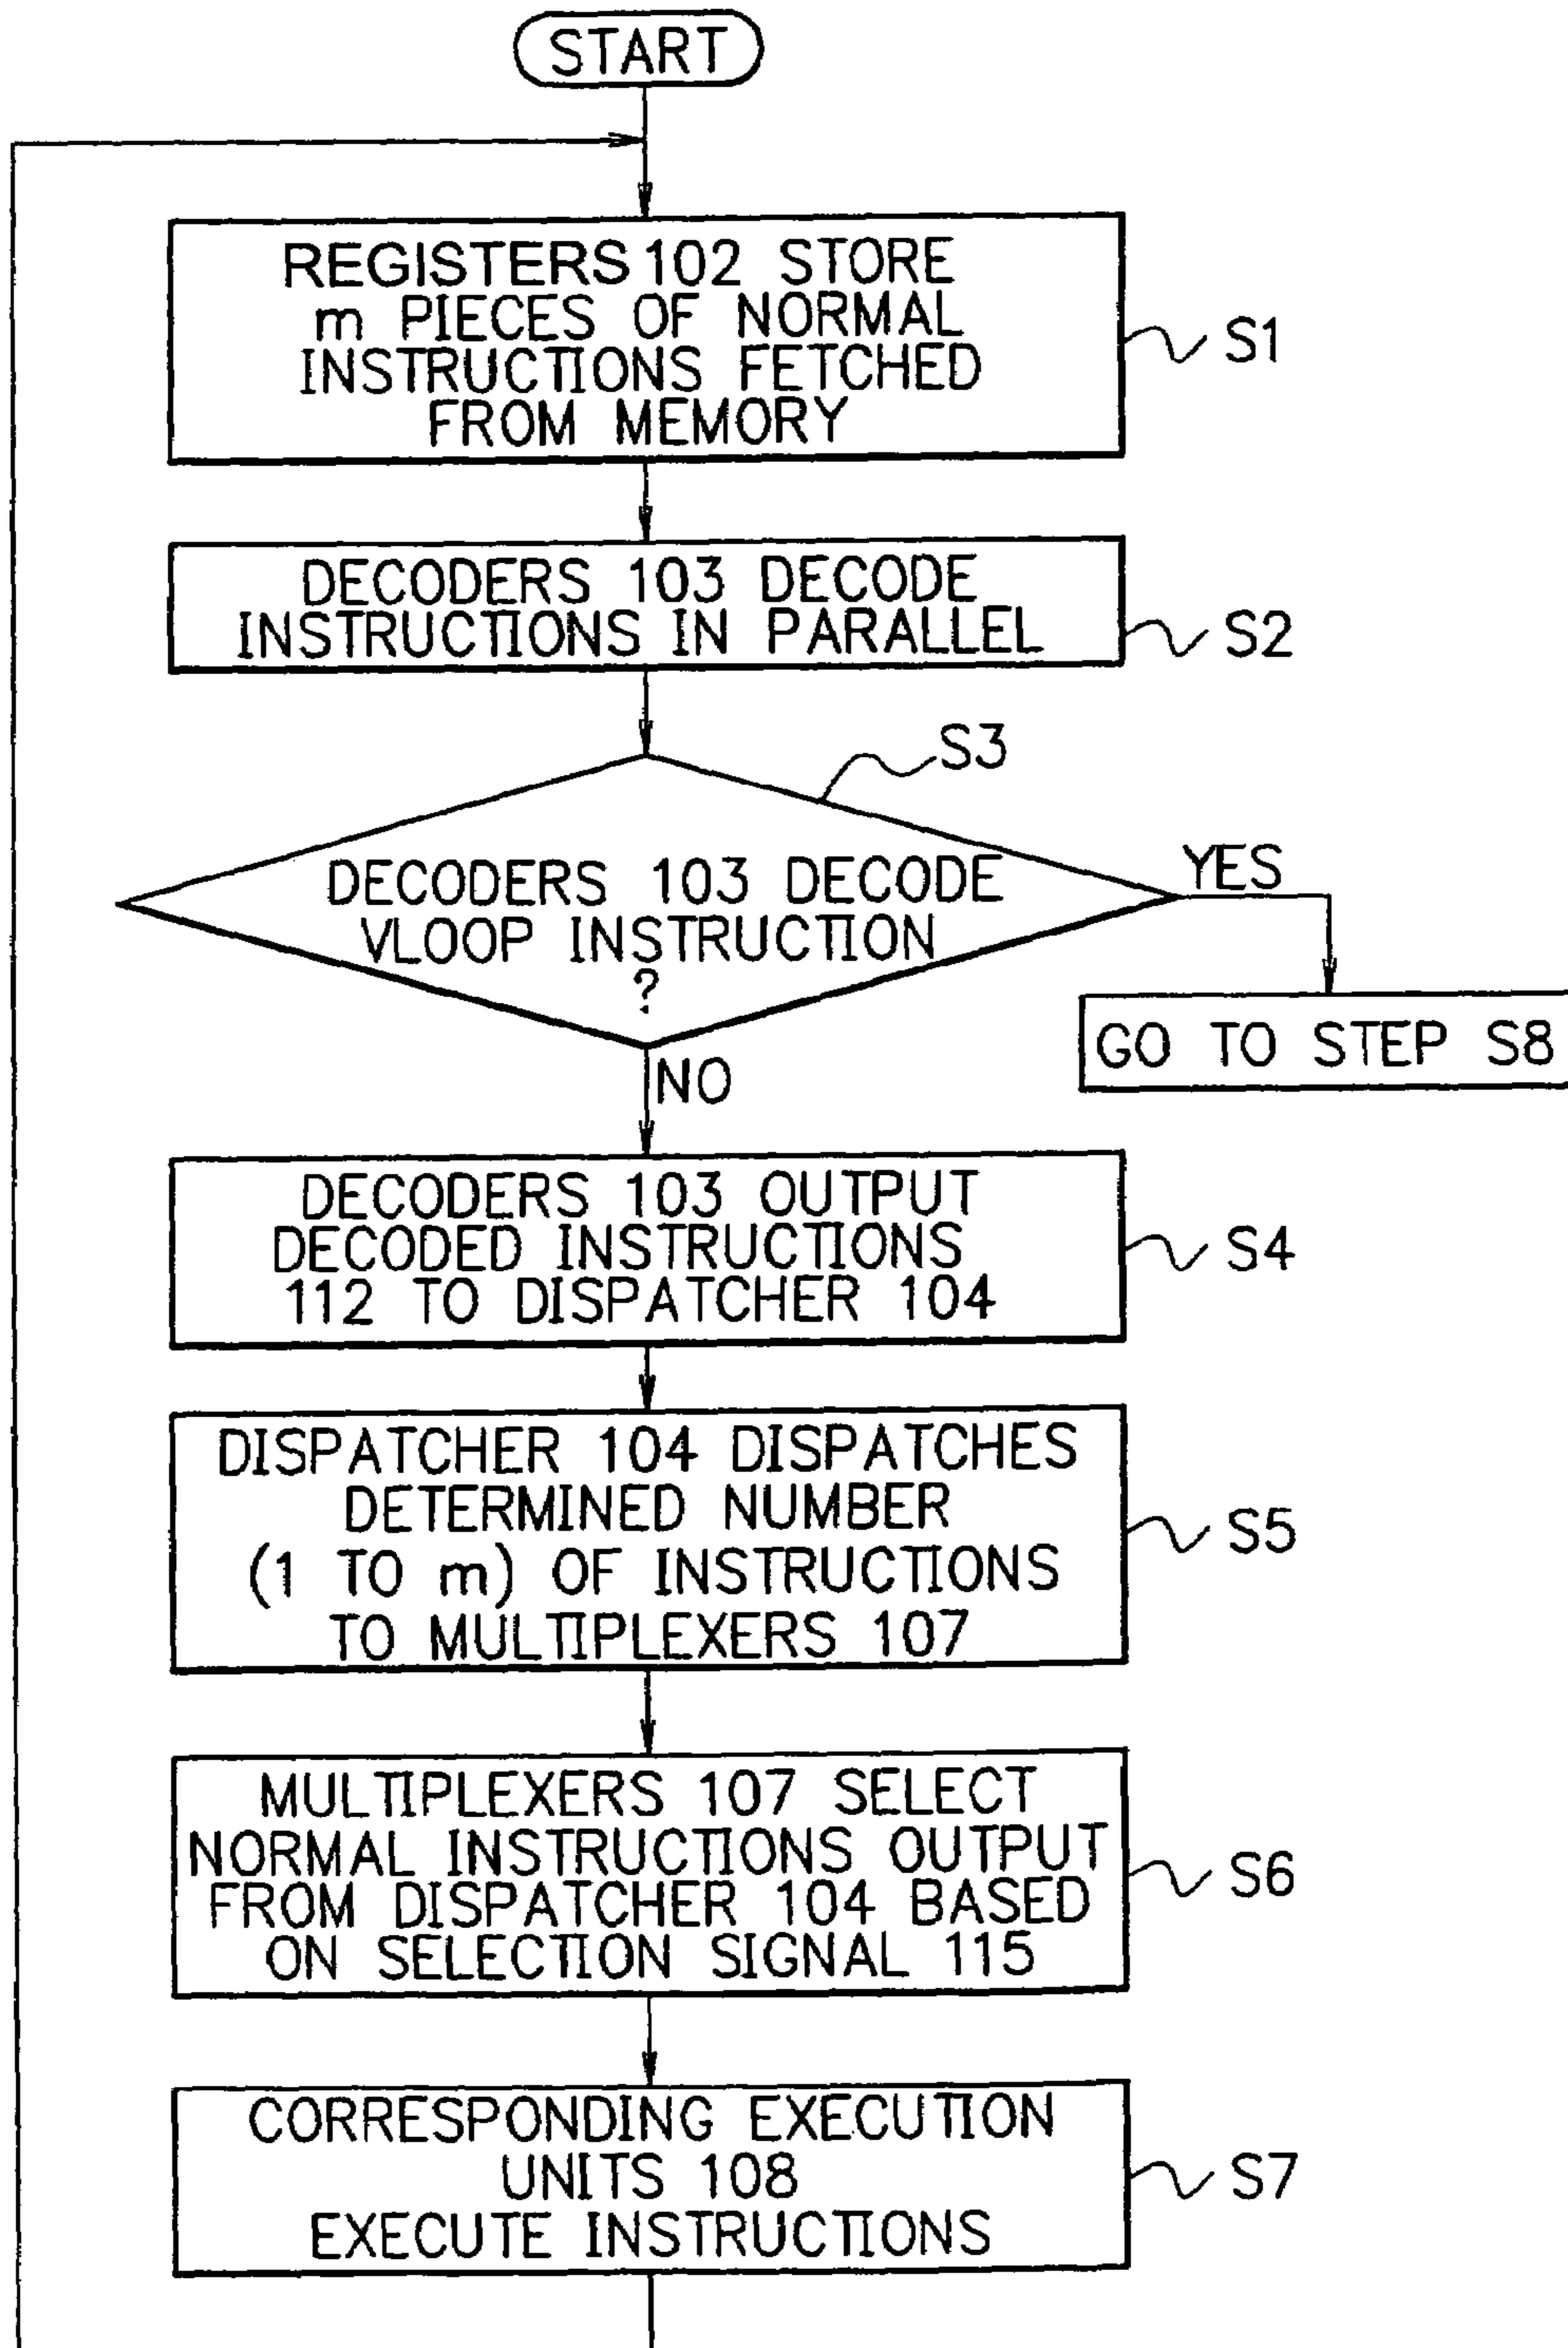 START
REGISTERS 102 STORE
m PIECES OF NORMAL
INSTRUCTIONS FETCHED
FROM MEMORY
S1
DECODERS 103 DECODE
INSTRUCTIONS IN PARALLEL
S2
S3
DECODERS 103 DECODE
VLOOP INSTRUCTION
?
YES
GO TO STEP S8
NO
DECODERS 103 OUTPUT
DECODED INSTRUCTIONS
112 TO DISPATCHER 104
S4
DISPATCHER 104 DISPATCHES
DETERMINED NUMBER
(1 TO m) OF INSTRUCTIONS
TO MULTIPLEXERS 107
S5
MULTIPLEXERS 107 SELECT
NORMAL INSTRUCTIONS OUTPUT
FROM DISPATCHER 104 BASED
ON SELECTION SIGNAL 115
S6
CORRESPONDING EXECUTION
UNITS 108
EXECUTE INSTRUCTIONS
S7